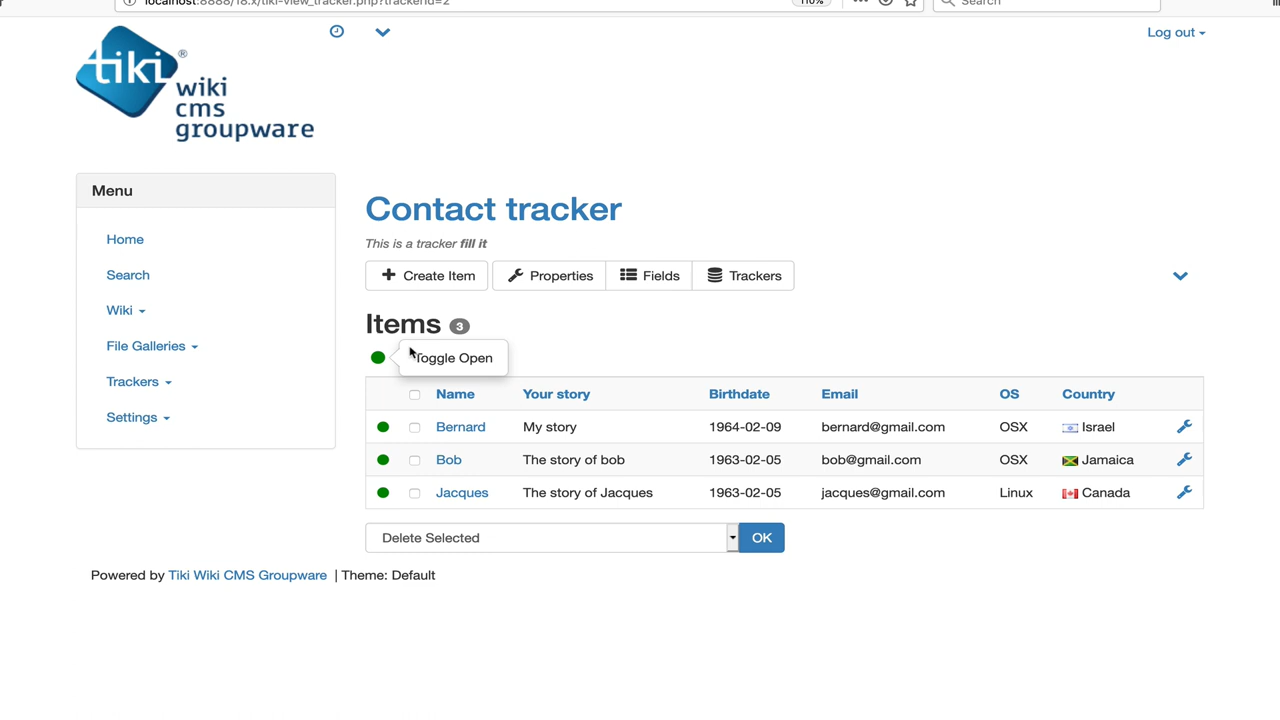 localhost:8888/18.x/tiki-view_tracker.php?trackerId=2
110%
Search
Log out
tiki®
wiki
cms
groupware
Menu
Home
Search
Wiki
File Galleries
Trackers
Settings
Contact tracker
This is a tracker fill it
Create Item
Properties
Fields
Trackers
Items 3
Toggle Open
Name Your story Birthdate Email OS Country
Bernard My story 1964-02-09 bernard@gmail.com OSX Israel
Bob The story of bob 1963-02-05 bob@gmail.com OSX Jamaica
Jacques The story of Jacques 1963-02-05 jacques@gmail.com Linux Canada
Delete Selected OK
Powered by Tiki Wiki CMS Groupware | Theme: Default